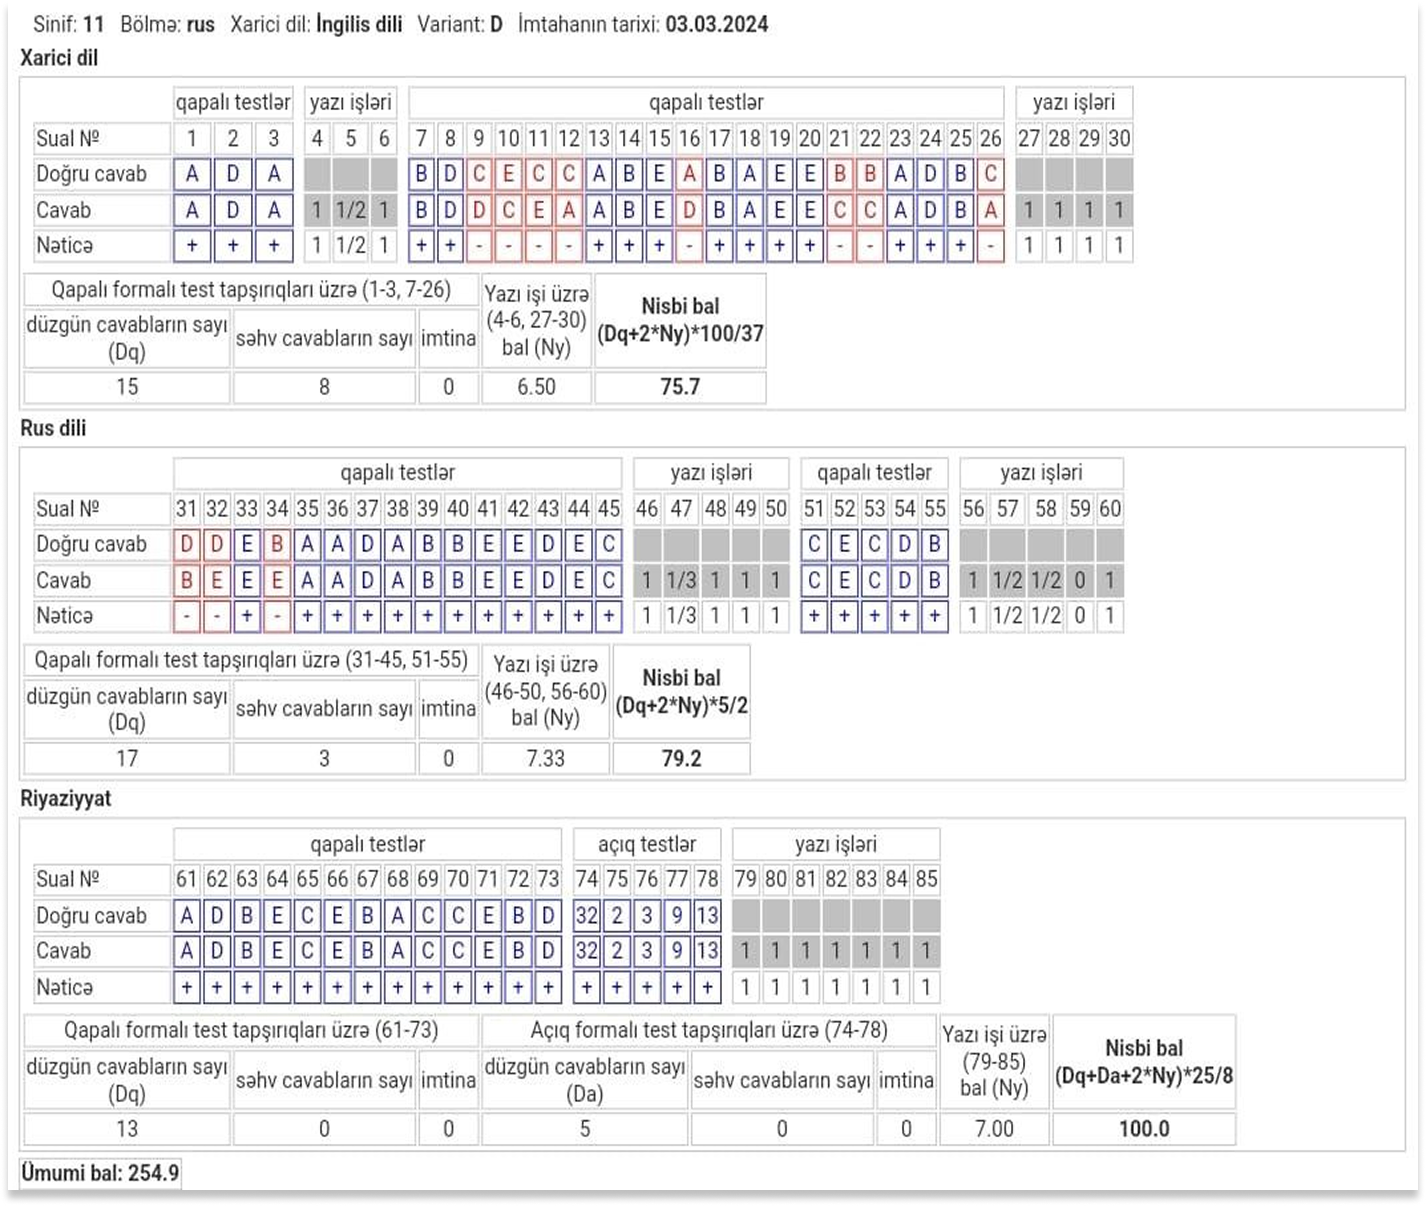 Sinif: 11 Bölmə: rus Xarici dil: İngilis dili Variant: D İmtahanın tarixi: 03.03.2024
Xarici dil
qapalı testlər yazı işləri qapalı testlər yazı işləri
Sual № 1 2 3 4 5 6 7 8 9 10 11 12 13 14 15 16 17 18 19 20 21 22 23 24 25 26 27 28 29 30
Doğru cavab A D A B D C E C C A B E A B A E E B B A D B C
Cavab A D A 1 1/2 1 B D D C E A A B E D B A E E C C A D B A 1 1 1 1
Nəticə + + + 1 1/2 1 + + - - - - + + + - + + + + - - + + + - 1 1 1 1
Qapalı formalı test tapşırıqları üzrə (1-3, 7-26)
düzgün cavabların sayı (Dq) səhv cavabların sayı imtina
Yazı işi üzrə (4-6, 27-30) bal (Ny)
Nisbi bal (Dq+2*Ny)*100/37
15 8 0 6.50 75.7
Rus dili
qapalı testlər yazı işləri qapalı testlər yazı işləri
Sual № 31 32 33 34 35 36 37 38 39 40 41 42 43 44 45 46 47 48 49 50 51 52 53 54 55 56 57 58 59 60
Doğru cavab D D E B A A D A B B E E D E C C E C D B
Cavab B E E E A A D A B B E E D E C 1 1/3 1 1 1 C E C D B 1 1/2 1/2 0 1
Nəticə - - + - + + + + + + + + + + + 1 1/3 1 1 1 + + + + + 1 1/2 1/2 0 1
Qapalı formalı test tapşırıqları üzrə (31-45, 51-55)
düzgün cavabların sayı (Dq) səhv cavabların sayı imtina
Yazı işi üzrə (46-50, 56-60) bal (Ny)
Nisbi bal (Dq+2*Ny)*5/2
17 3 0 7.33 79.2
Riyaziyyat
qapalı testlər açıq testlər yazı işləri
Sual № 61 62 63 64 65 66 67 68 69 70 71 72 73 74 75 76 77 78 79 80 81 82 83 84 85
Doğru cavab A D B E C E B A C C E B D 32 2 3 9 13
Cavab A D B E C E B A C C E B D 32 2 3 9 13 1 1 1 1 1 1 1
Nəticə + + + + + + + + + + + + + + + + + + 1 1 1 1 1 1 1
Qapalı formalı test tapşırıqları üzrə (61-73) Açıq formalı test tapşırıqları üzrə (74-78)
düzgün cavabların sayı (Dq) səhv cavabların sayı imtina düzgün cavabların sayı (Da) səhv cavabların sayı imtina
Yazı işi üzrə (79-85) bal (Ny)
Nisbi bal (Dq+Da+2*Ny)*25/8
13 0 0 5 0 0 7.00 100.0
Ümumi bal: 254.9